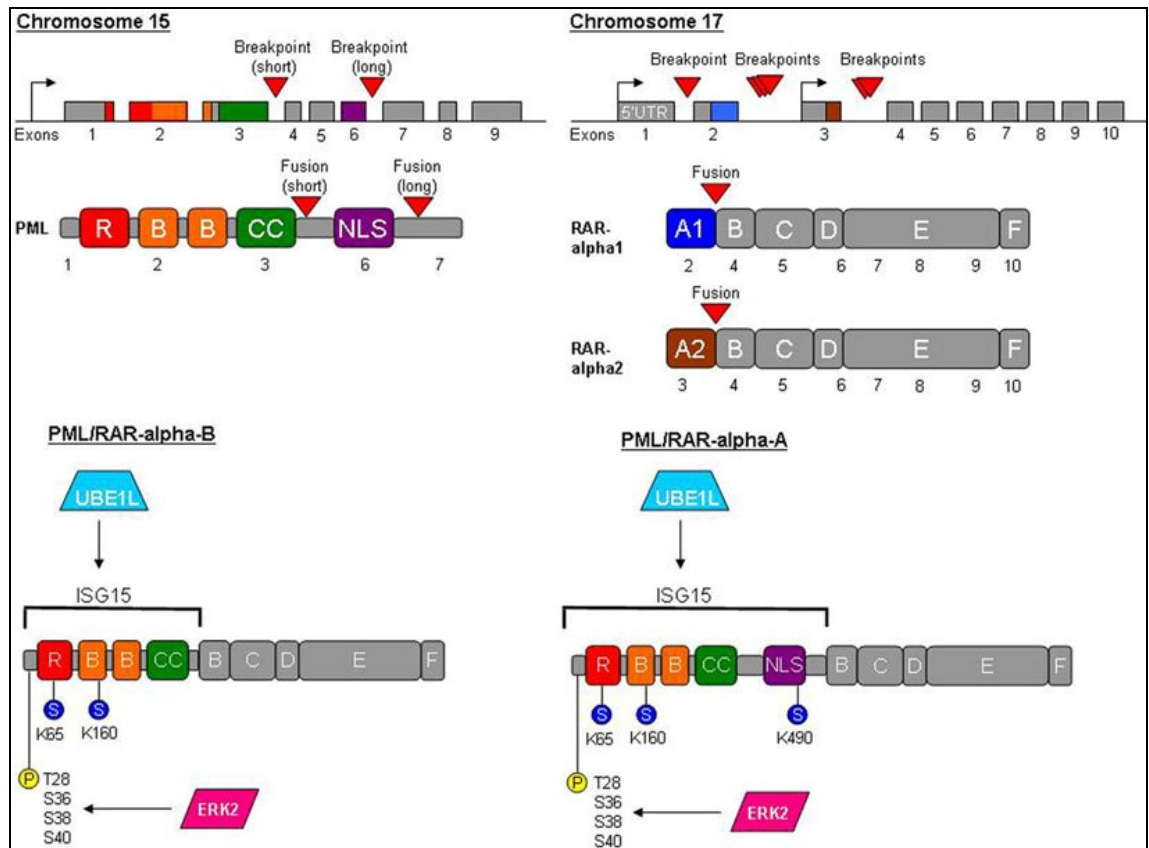 Chromosome 15
Breakpoint
(short)
Breakpoint
(long)
Exons 1 2 3 4 5 6 7 8 9
Fusion
(short)
Fusion
(long)
PML R B B CC NLS
1 2 3 6 7
Chromosome 17
Breakpoint Breakpoints Breakpoints
5'UTR
Exons 1 2 3 4 5 6 7 8 9 10
Fusion
RAR-
alpha1
A1 B C D E F
2 4 5 6 7 8 9 10
Fusion
RAR-
alpha2
A2 B C D E F
3 4 5 6 7 8 9 10
PML/RAR-alpha-B
UBE1L
ISG15
R B B CC B C D E F
S S
K65 K160
P T28
S36
S38
S40
ERK2
PML/RAR-alpha-A
UBE1L
ISG15
R B B CC NLS B C D E F
S S S
K65 K160 K490
P T28
S36
S38
S40
ERK2